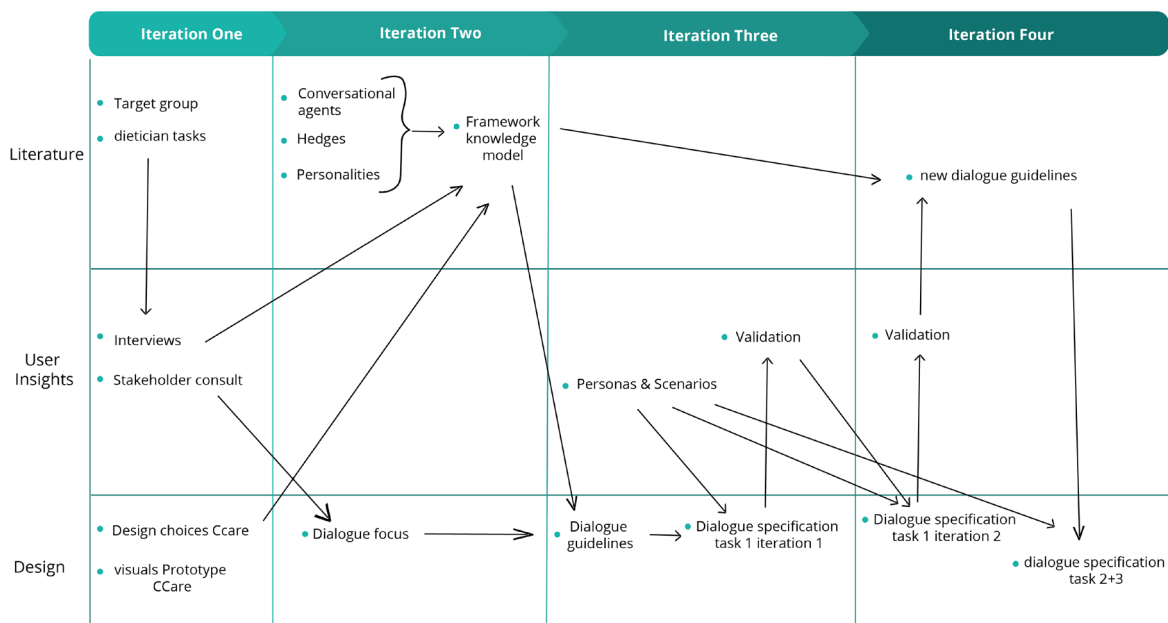 Iteration One
Iteration Two
Iteration Three
Iteration Four
Literature
Target group
dietician tasks
Conversational
agents
Hedges
Personalities
Framework
knowledge
model
new dialogue guidelines
User
Insights
Interviews
Stakeholder consult
Personas & Scenarios
Validation
Validation
Design
Design choices Ccare
visuals Prototype
CCare
Dialogue focus
Dialogue
guidelines
Dialogue specification
task 1 iteration 1
Dialogue specification
task 1 iteration 2
dialogue specification
task 2+3